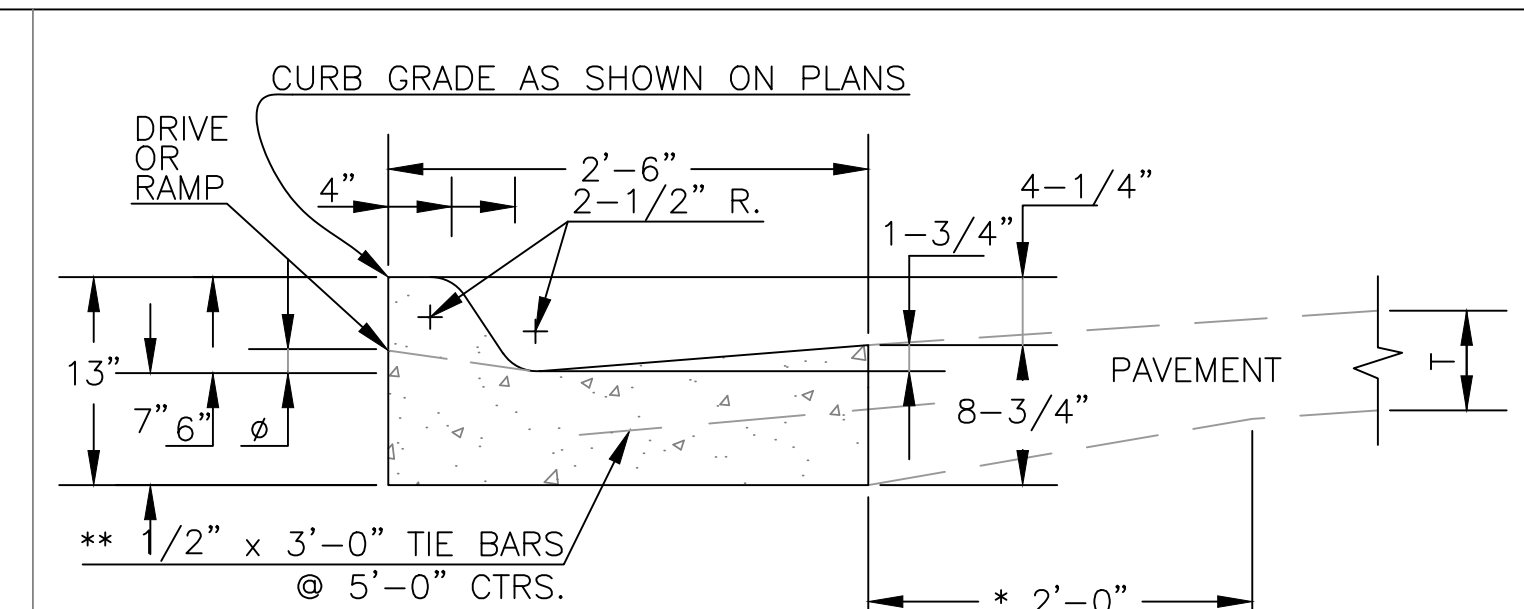 CURB GRADE AS SHOWN ON PLANS
DRIVE
OR
RAMP
4”
2’-6”
2-1/2” R.
4-1/4”
1-3/4”
13”
7”
6”
ø
PAVEMENT
T
8-3/4”
** 1/2” x 3’-0” TIE BARS
@ 5’-0” CTRS.
* 2’-0”